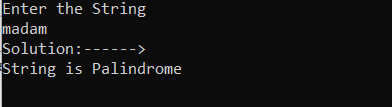 Enter the String
madam
Solution:------>
String is Palindrome